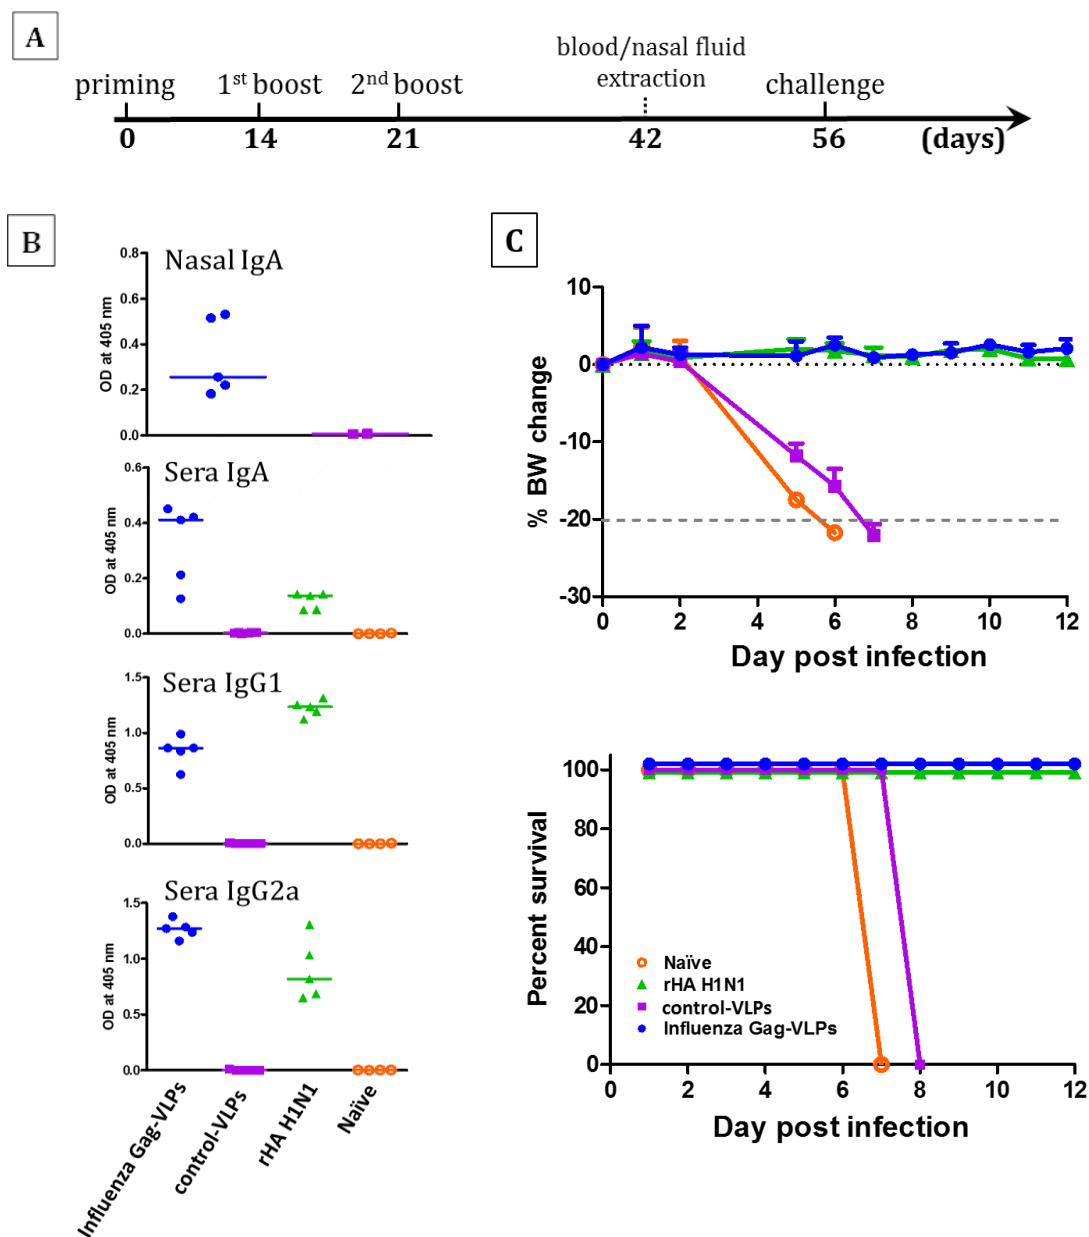 A
blood/nasal fluid
extraction
priming 1st boost 2nd boost challenge
0 14 21 42 56 (days)
B
C
Nasal IgA
OD at 405 nm
0.8
0.6
0.4
0.2
0.0
Sera IgA
OD at 405 nm
0.6
0.4
0.2
0.0
Sera IgG1
OD at 405 nm
1.5
1.0
0.5
0.0
Sera IgG2a
OD at 405 nm
1.5
1.0
0.5
0.0
Influenza Gag-VLPs
control-VLPs
rHA H1N1
Naïve
% BW change
10
0
-10
-20
-30
0 2 4 6 8 10 12
Day post infection
Percent survival
100
80
60
40
20
0
Naïve
rHA H1N1
control-VLPs
Influenza Gag-VLPs
0 2 4 6 8 10 12
Day post infection